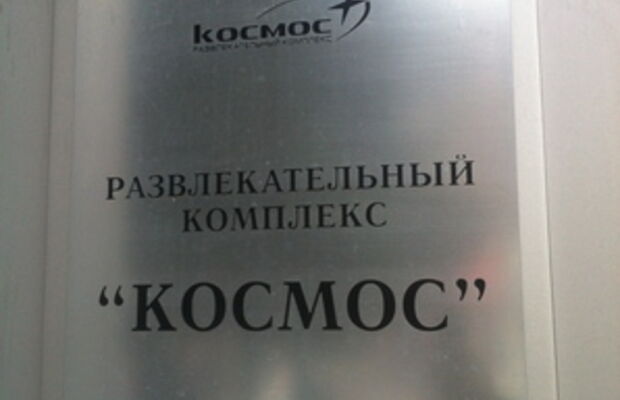 космос
РАЗВЛЕКАТЕЛЬНЫЙ КОМПЛЕКС
РАЗВЛЕКАТЕЛЬНЫЙ
КОМПЛЕКС
“КОСМОС”